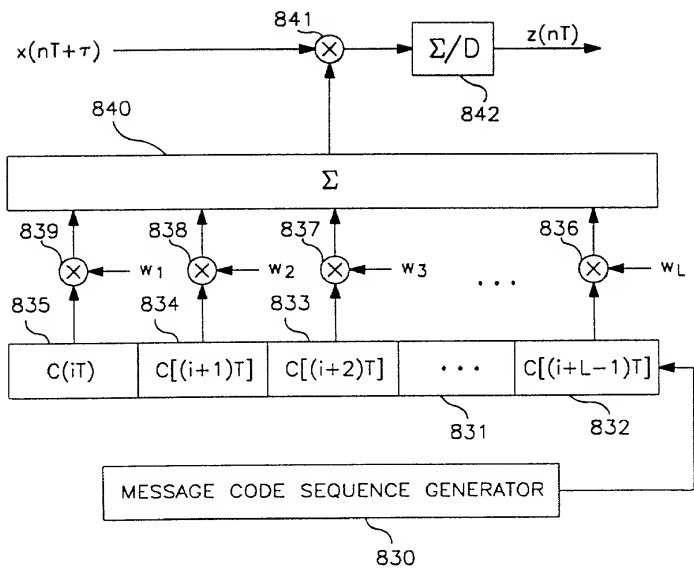 841
x(nT+τ)
Σ/D
z(nT)
842
840
Σ
839
838
837
836
w1
w2
w3
...
wL
835
834
833
C(iT)
C[(i+1)T]
C[(i+2)T]
...
C[(i+L-1)T]
831
832
MESSAGE CODE SEQUENCE GENERATOR
830